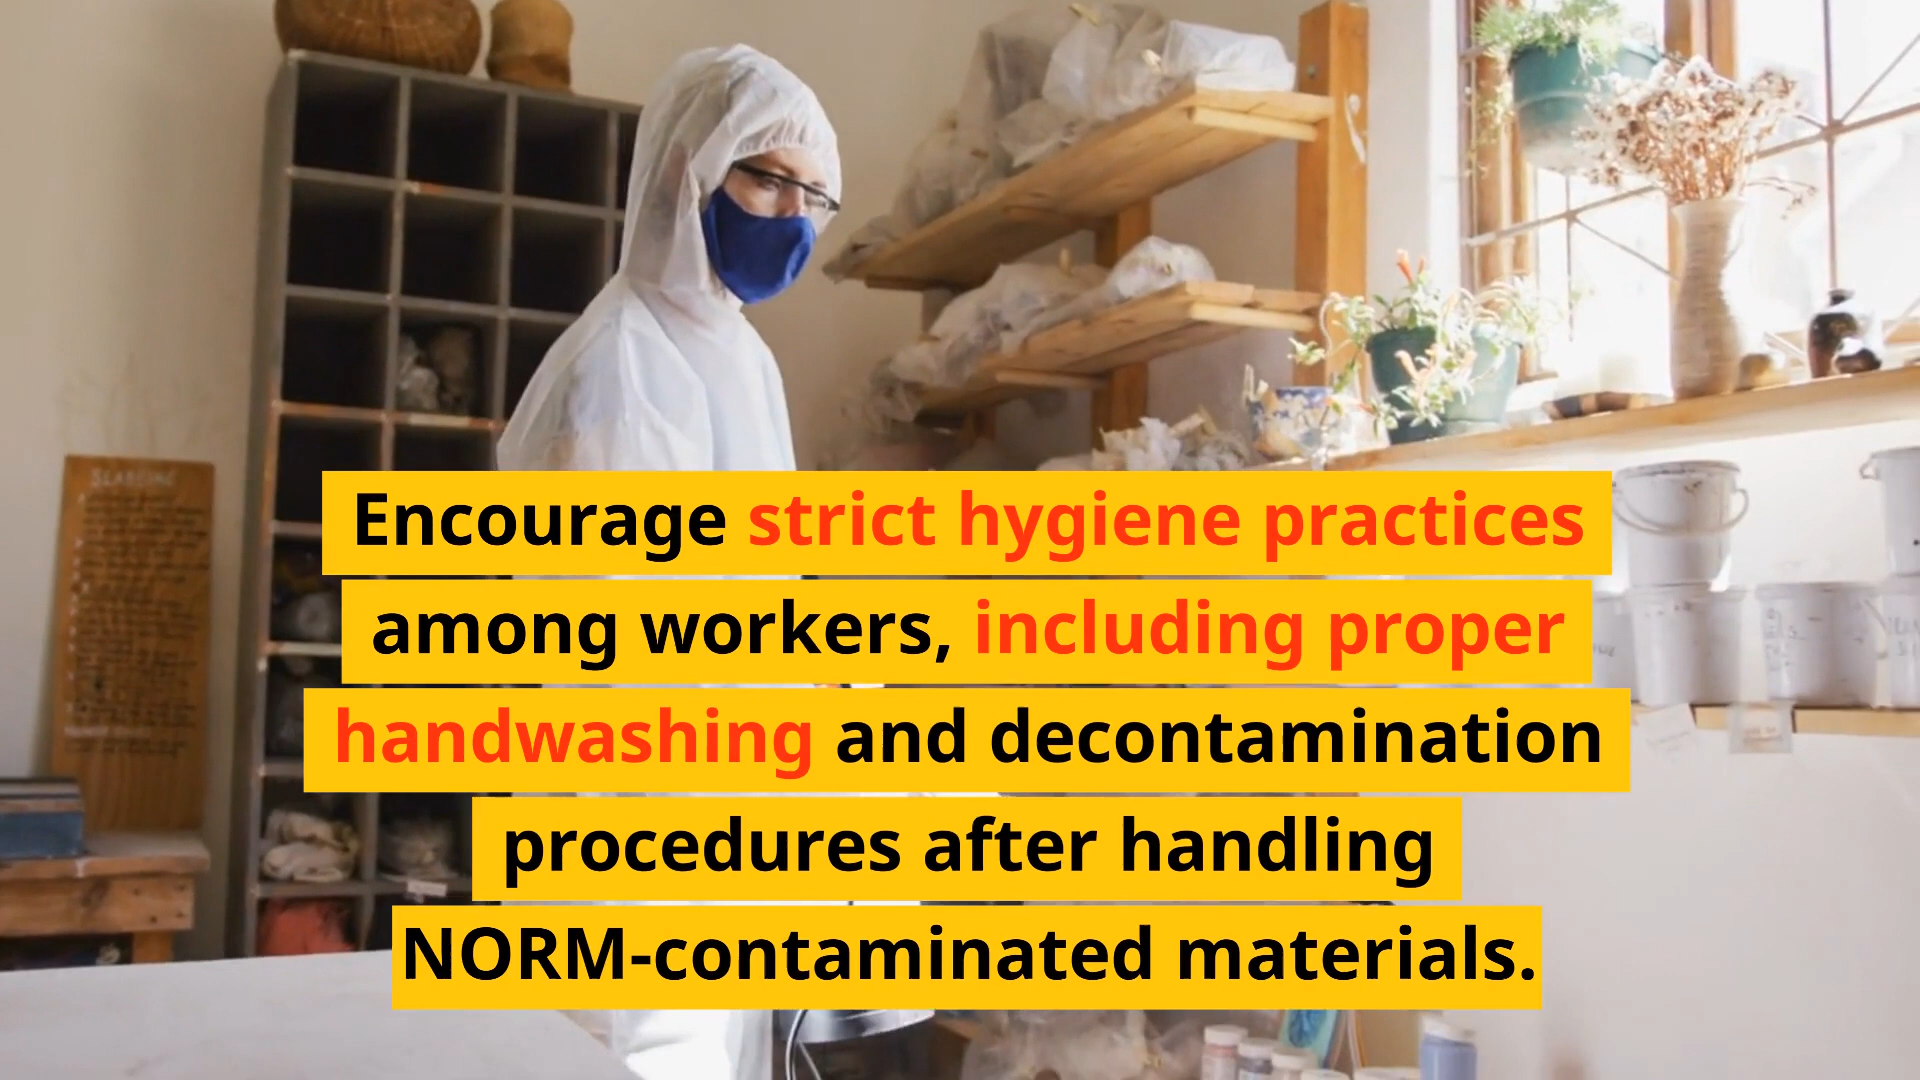 Encourage strict hygiene practices
among workers, including proper
handwashing and decontamination
procedures after handling
NORM-contaminated materials.